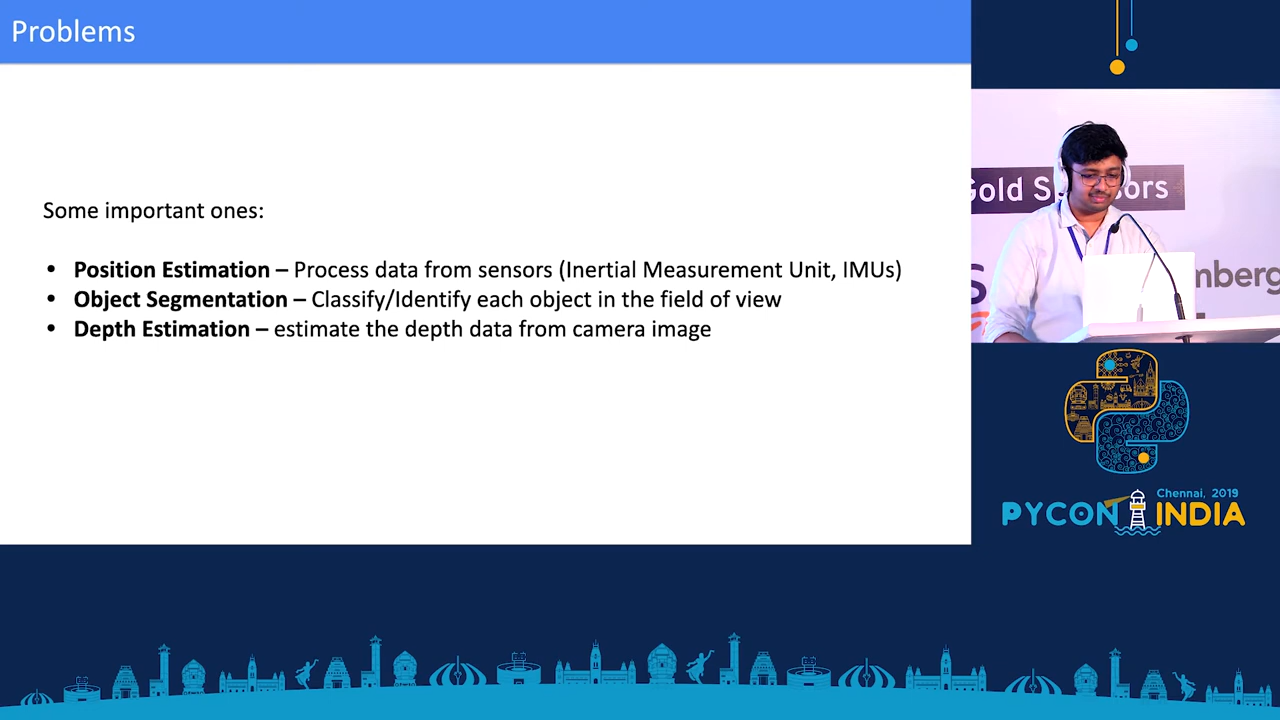 Problems
Some important ones:
• Position Estimation – Process data from sensors (Inertial Measurement Unit, IMUs)
• Object Segmentation – Classify/Identify each object in the field of view
• Depth Estimation – estimate the depth data from camera image
Gold
Chennai, 2019
PYCON INDIA